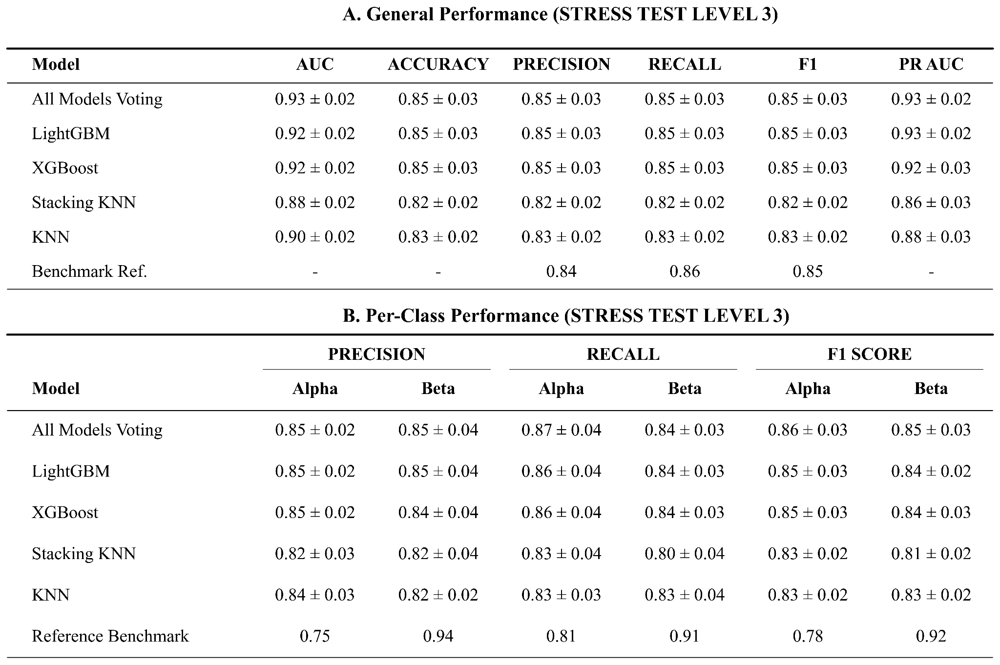 A. General Performance (STRESS TEST LEVEL 3)
Model AUC ACCURACY PRECISION RECALL F1 PR AUC
All Models Voting 0.93 ± 0.02 0.85 ± 0.03 0.85 ± 0.03 0.85 ± 0.03 0.85 ± 0.03 0.93 ± 0.02
LightGBM 0.92 ± 0.02 0.85 ± 0.03 0.85 ± 0.03 0.85 ± 0.03 0.85 ± 0.03 0.93 ± 0.02
XGBoost 0.92 ± 0.02 0.85 ± 0.03 0.85 ± 0.03 0.85 ± 0.03 0.85 ± 0.03 0.92 ± 0.03
Stacking KNN 0.88 ± 0.02 0.82 ± 0.02 0.82 ± 0.02 0.82 ± 0.02 0.82 ± 0.02 0.86 ± 0.03
KNN 0.90 ± 0.02 0.83 ± 0.02 0.83 ± 0.02 0.83 ± 0.02 0.83 ± 0.02 0.88 ± 0.03
Benchmark Ref. - - 0.84 0.86 0.85 -
B. Per-Class Performance (STRESS TEST LEVEL 3)
PRECISION RECALL F1 SCORE
Model Alpha Beta Alpha Beta Alpha Beta
All Models Voting 0.85 ± 0.02 0.85 ± 0.04 0.87 ± 0.04 0.84 ± 0.03 0.86 ± 0.03 0.85 ± 0.03
LightGBM 0.85 ± 0.02 0.85 ± 0.04 0.86 ± 0.04 0.84 ± 0.03 0.85 ± 0.03 0.84 ± 0.02
XGBoost 0.85 ± 0.02 0.84 ± 0.04 0.86 ± 0.04 0.84 ± 0.03 0.85 ± 0.03 0.84 ± 0.03
Stacking KNN 0.82 ± 0.03 0.82 ± 0.04 0.83 ± 0.04 0.80 ± 0.04 0.83 ± 0.02 0.81 ± 0.02
KNN 0.84 ± 0.03 0.82 ± 0.02 0.83 ± 0.03 0.83 ± 0.04 0.83 ± 0.02 0.83 ± 0.02
Reference Benchmark 0.75 0.94 0.81 0.91 0.78 0.92